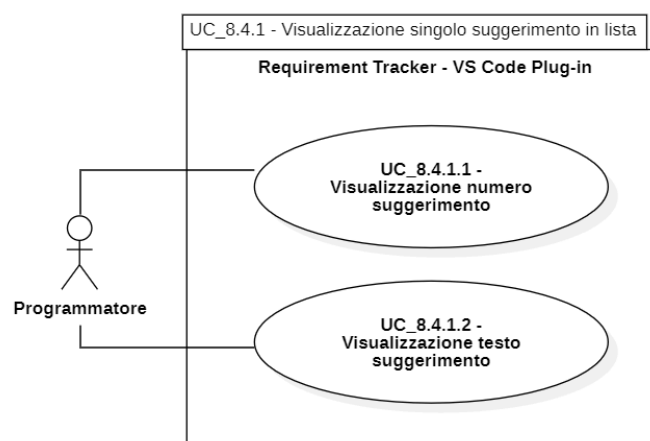 UC_8.4.1 - Visualizzazione singolo suggerimento in lista
Requirement Tracker - VS Code Plug-in
UC_8.4.1.1 -
Visualizzazione numero
suggerimento
Programmatore
UC_8.4.1.2 -
Visualizzazione testo
suggerimento